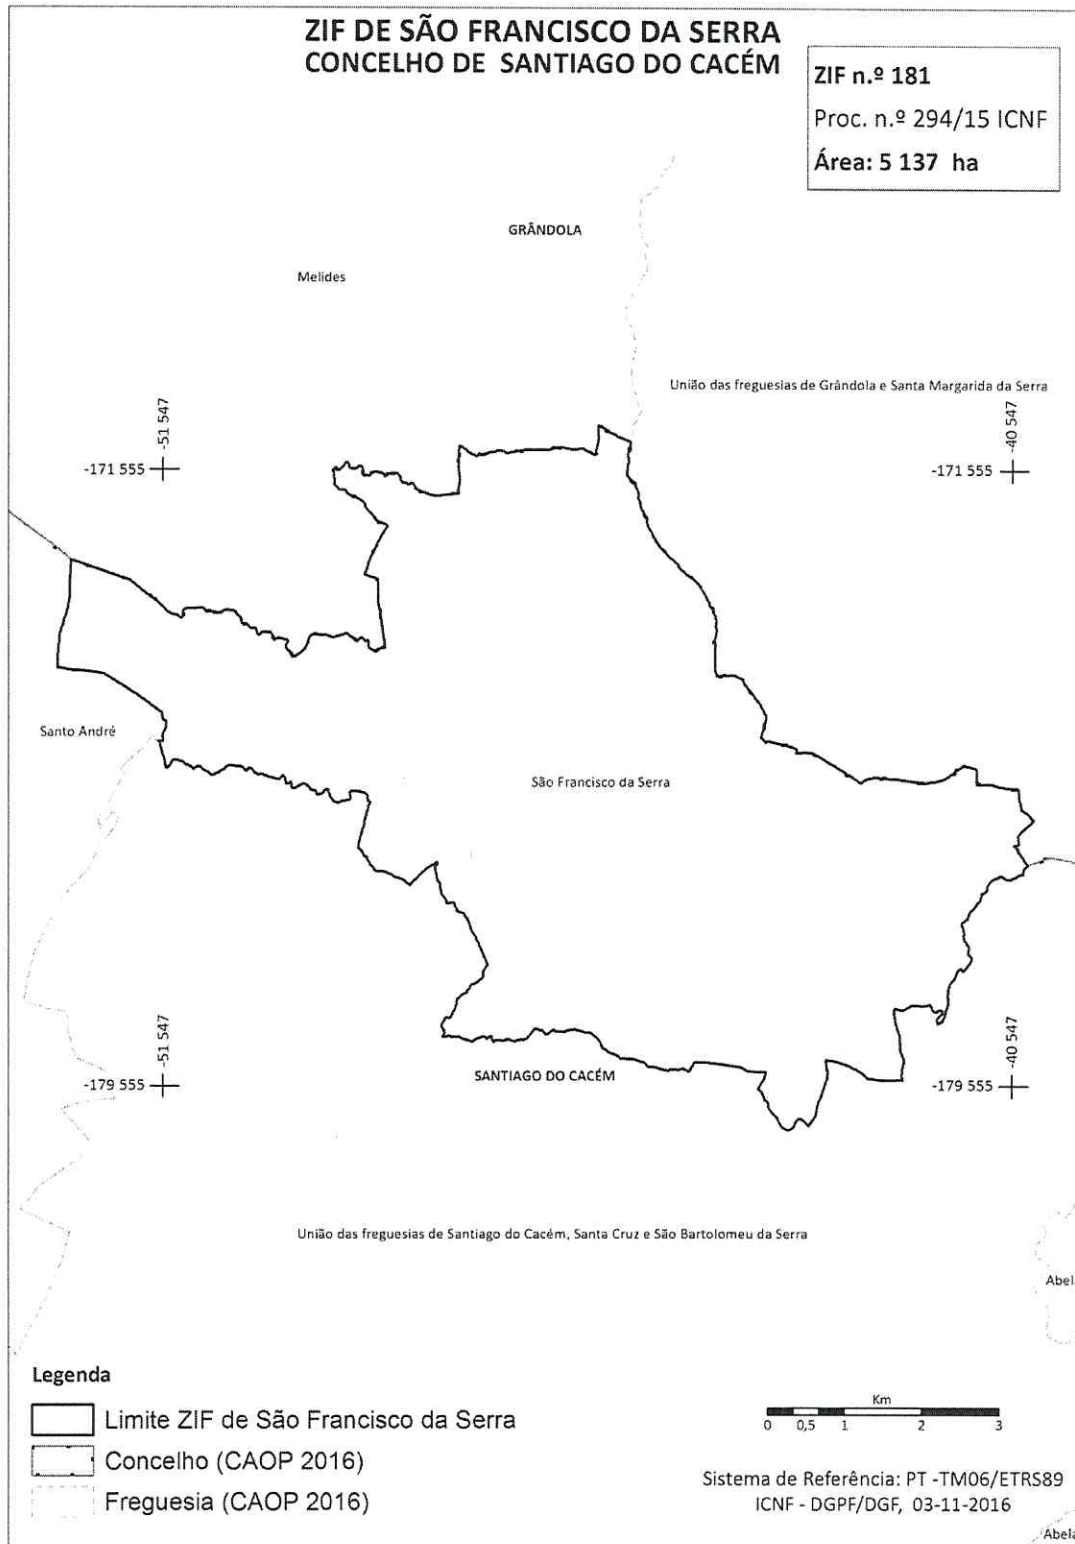 ZIF DE SÃO FRANCISCO DA SERRA
CONCELHO DE SANTIAGO DO CACÉM
ZIF n.º 181
Proc. n.º 294/15 ICNF
Área: 5 137 ha
GRÂNDOLA
Melides
União das freguesias de Grândola e Santa Margarida da Serra
-51 547
-40 547
-171 555
-171 555
Santo André
São Francisco da Serra
-51 547
-40 547
-179 555
-179 555
SANTIAGO DO CACÉM
União das freguesias de Santiago do Cacém, Santa Cruz e São Bartolomeu da Serra
Abela
Legenda
Limite ZIF de São Francisco da Serra
Concelho (CAOP 2016)
Freguesia (CAOP 2016)
Km
0 0,5 1 2 3
Sistema de Referência: PT -TM06/ETRS89
ICNF - DGPF/DGF, 03-11-2016
Abela